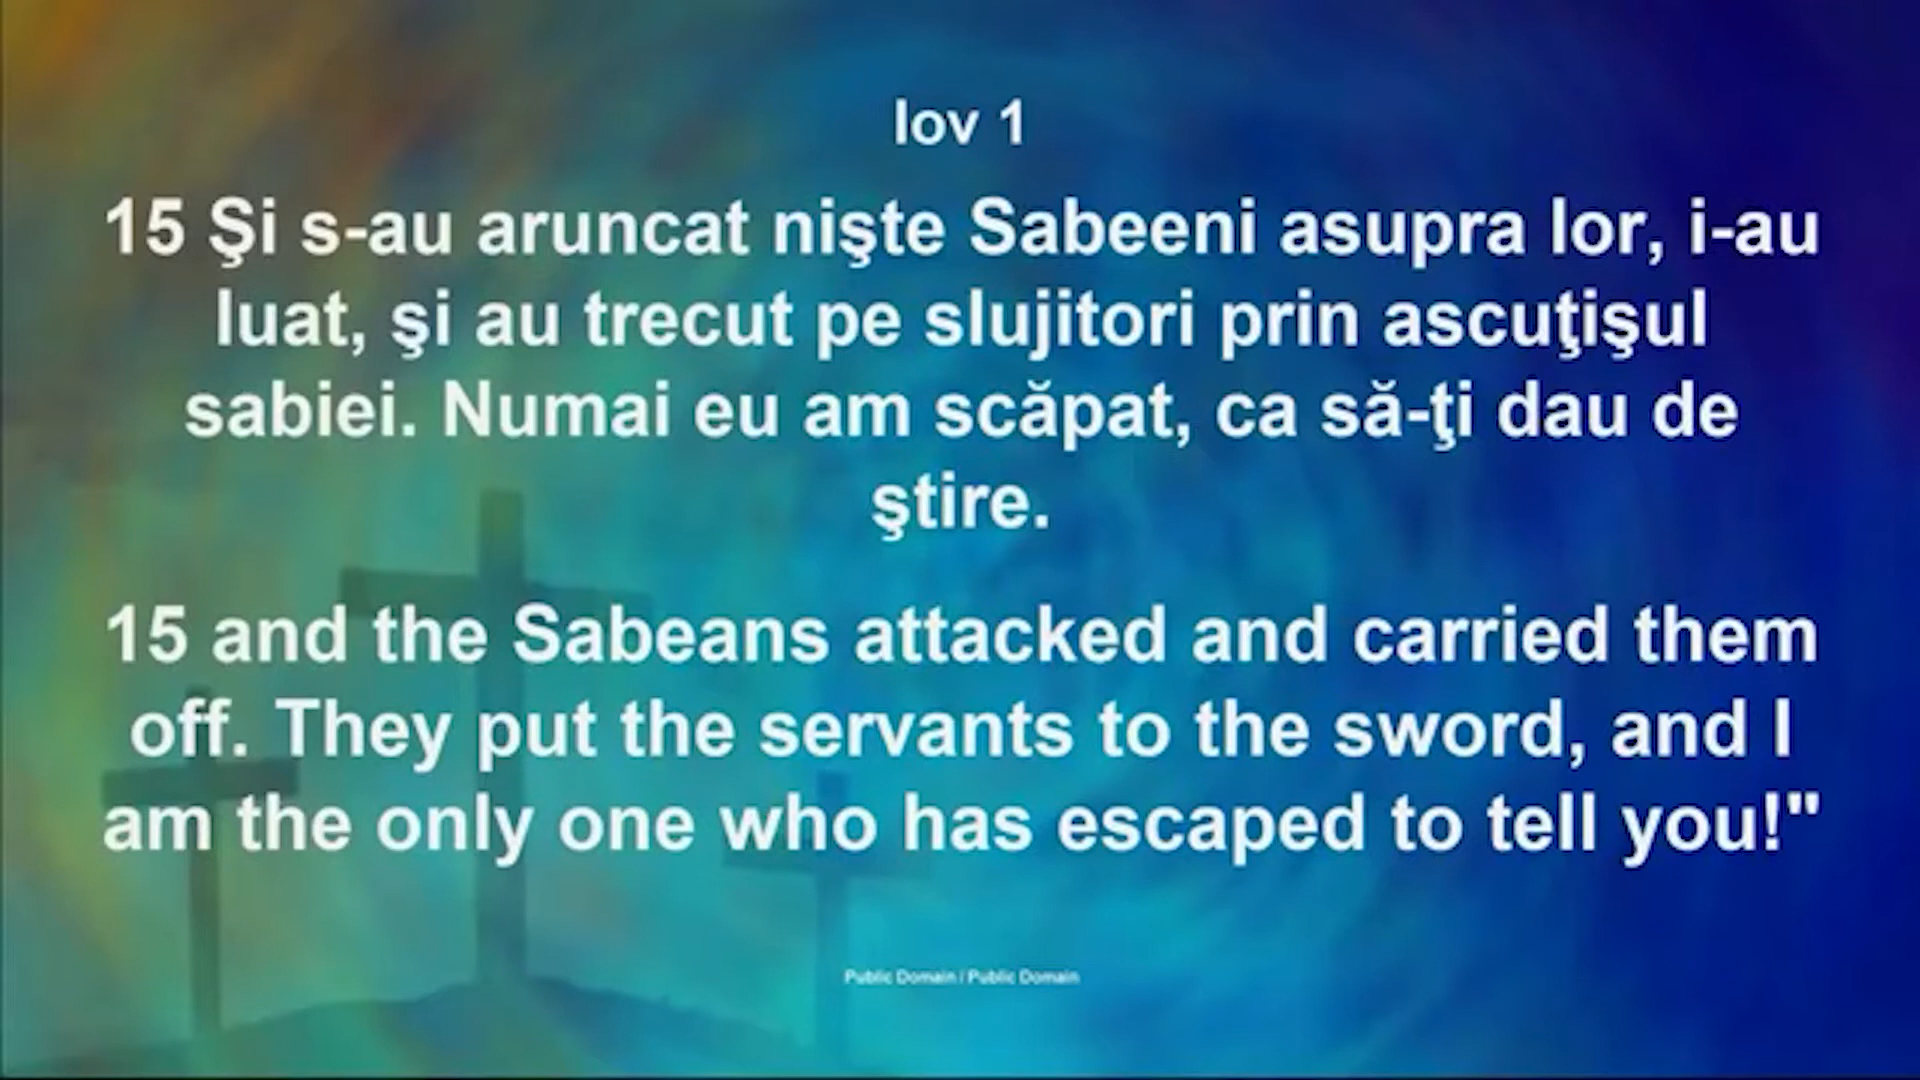 Iov 1
15 Şi s-au aruncat nişte Sabeeni asupra lor, i-au
luat, şi au trecut pe slujitori prin ascuţişul
sabiei. Numai eu am scăpat, ca să-ţi dau de
ştire.
15 and the Sabeans attacked and carried them
off. They put the servants to the sword, and I
am the only one who has escaped to tell you!"
Public Domain / Public Domain